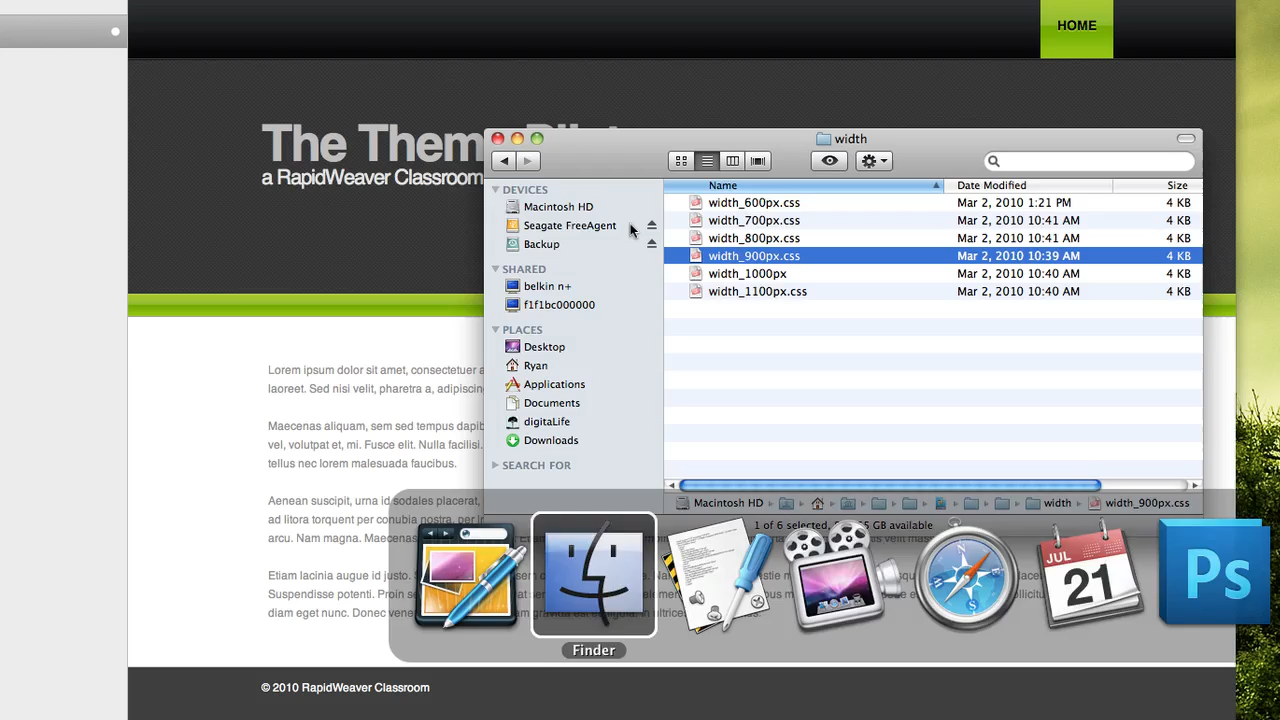 HOME
The Them
a RapidWeaver Classroom
width
Name
Date Modified
Size
DEVICES
Macintosh HD
Seagate FreeAgent
Backup
SHARED
belkin n+
f1f1bc000000
PLACES
Desktop
Ryan
Applications
Documents
digitaLife
Downloads
SEARCH FOR
width_600px.css Mar 2, 2010 1:21 PM 4 KB
width_700px.css Mar 2, 2010 10:41 AM 4 KB
width_800px.css Mar 2, 2010 10:41 AM 4 KB
width_900px.css Mar 2, 2010 10:39 AM 4 KB
width_1000px Mar 2, 2010 10:40 AM 4 KB
width_1100px.css Mar 2, 2010 10:40 AM 4 KB
Macintosh HD width width_900px.css
1 of 6 selected, GB available
Lorem ipsum dolor sit amet, consectetuer a
laoreet. Sed nisi velit, pharetra a, adipiscin
Maecenas aliquam, sem sed tempus dapib
vel, volutpat et, mi. Fusce elit. Nulla facilisi.
tellus nec lorem malesuada faucibus.
Aenean suscipit, urna id sodales placerat,
ad litora torquent per conubia nostra, per i
arcu. Nam magna. Maecenas
Etiam lacinia augue id justo.
Suspendisse potenti. Proin
diam eget nunc. Donec
JUL
21
Ps
Finder
© 2010 RapidWeaver Classroom